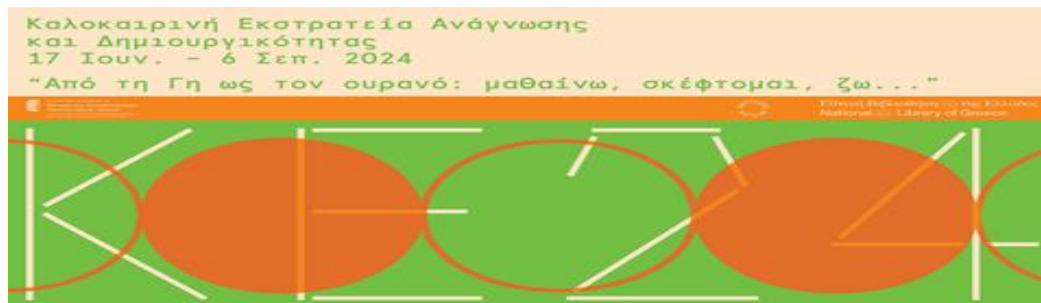 Καλοκαιρινή Εκστρατεία Ανάγνωσης
και Δημιουργικότητας
17 Ιουν. – 6 Σεπ. 2024
“Από τη Γη ως τον ουρανό: μαθαίνω, σκέφτομαι, ζω..."
Εθνική Βιβλιοθήκη της Ελλάδος
National Library of Greece
ΚΕ24